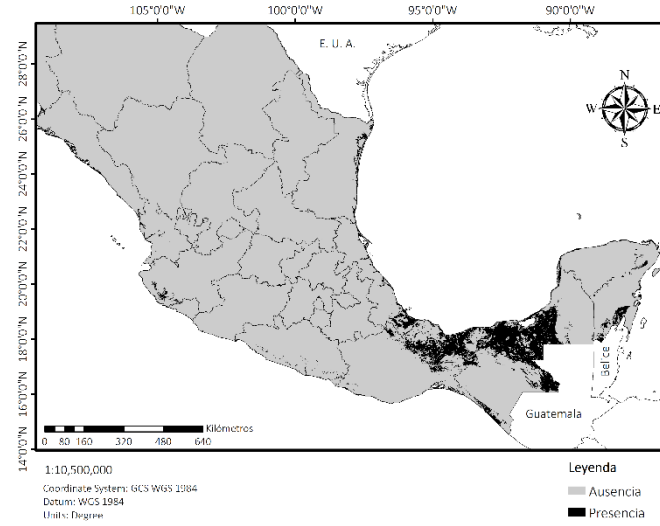 105°0'0"W 100°0'0"W 95°0'0"W 90°0'0"W
E. U. A.
N
W E
S
28°0'0"N
26°0'0"N
24°0'0"N
22°0'0"N
20°0'0"N
18°0'0"N
16°0'0"N
14°0'0"N
Belice
Guatemala
Kilómetros
0 80 160 320 480 640
1:10,500,000
Coordinate System: GCS WGS 1984
Datum: WGS 1984
Units: Degree
Leyenda
Ausencia
Presencia